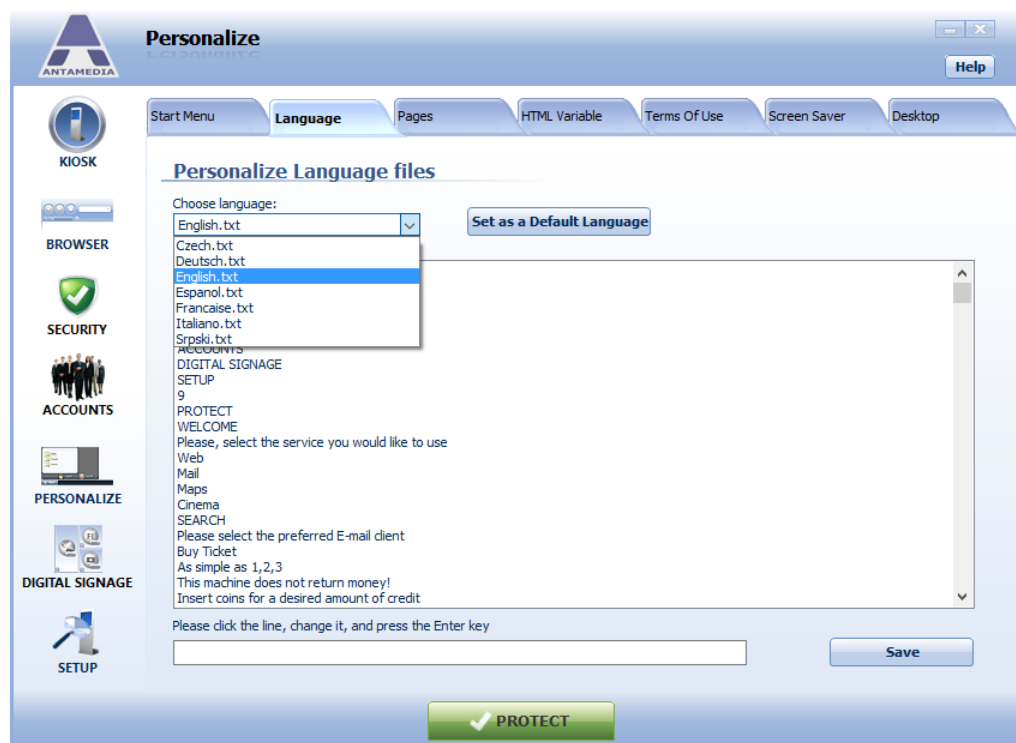 ANTAMEDIA
Personalize
Help
KIOSK
BROWSER
SECURITY
ACCOUNTS
PERSONALIZE
DIGITAL SIGNAGE
SETUP
Start Menu
Language
Pages
HTML Variable
Terms Of Use
Screen Saver
Desktop
Personalize Language files
Choose language:
English.txt
Set as a Default Language
Czech.txt
Deutsch.txt
English.txt
Espanol.txt
Francaise.txt
Italiano.txt
Srpski.txt
ACCOUNTS
DIGITAL SIGNAGE
SETUP
9
PROTECT
WELCOME
Please, select the service you would like to use
Web
Mail
Maps
Cinema
SEARCH
Please select the preferred E-mail client
Buy Ticket
As simple as 1,2,3
This machine does not return money!
Insert coins for a desired amount of credit
Please click the line, change it, and press the Enter key
Save
PROTECT